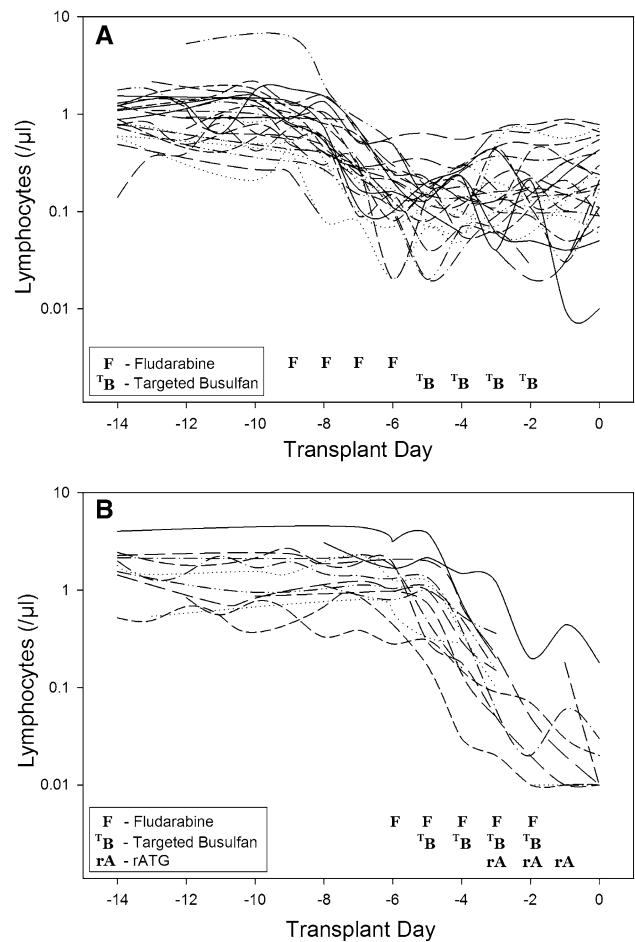 A
10
1
0.1
0.01
Lymphocytes (/µl)
F F F F
F - Fludarabine
TB - Targeted Busulfan
TB TB TB TB
-14 -12 -10 -8 -6 -4 -2 0
Transplant Day
B
10
1
0.1
0.01
Lymphocytes (/µl)
F - Fludarabine F F F F F
TB - Targeted Busulfan TB TB TB TB
rA - rATG rA rA rA
-14 -12 -10 -8 -6 -4 -2 0
Transplant Day